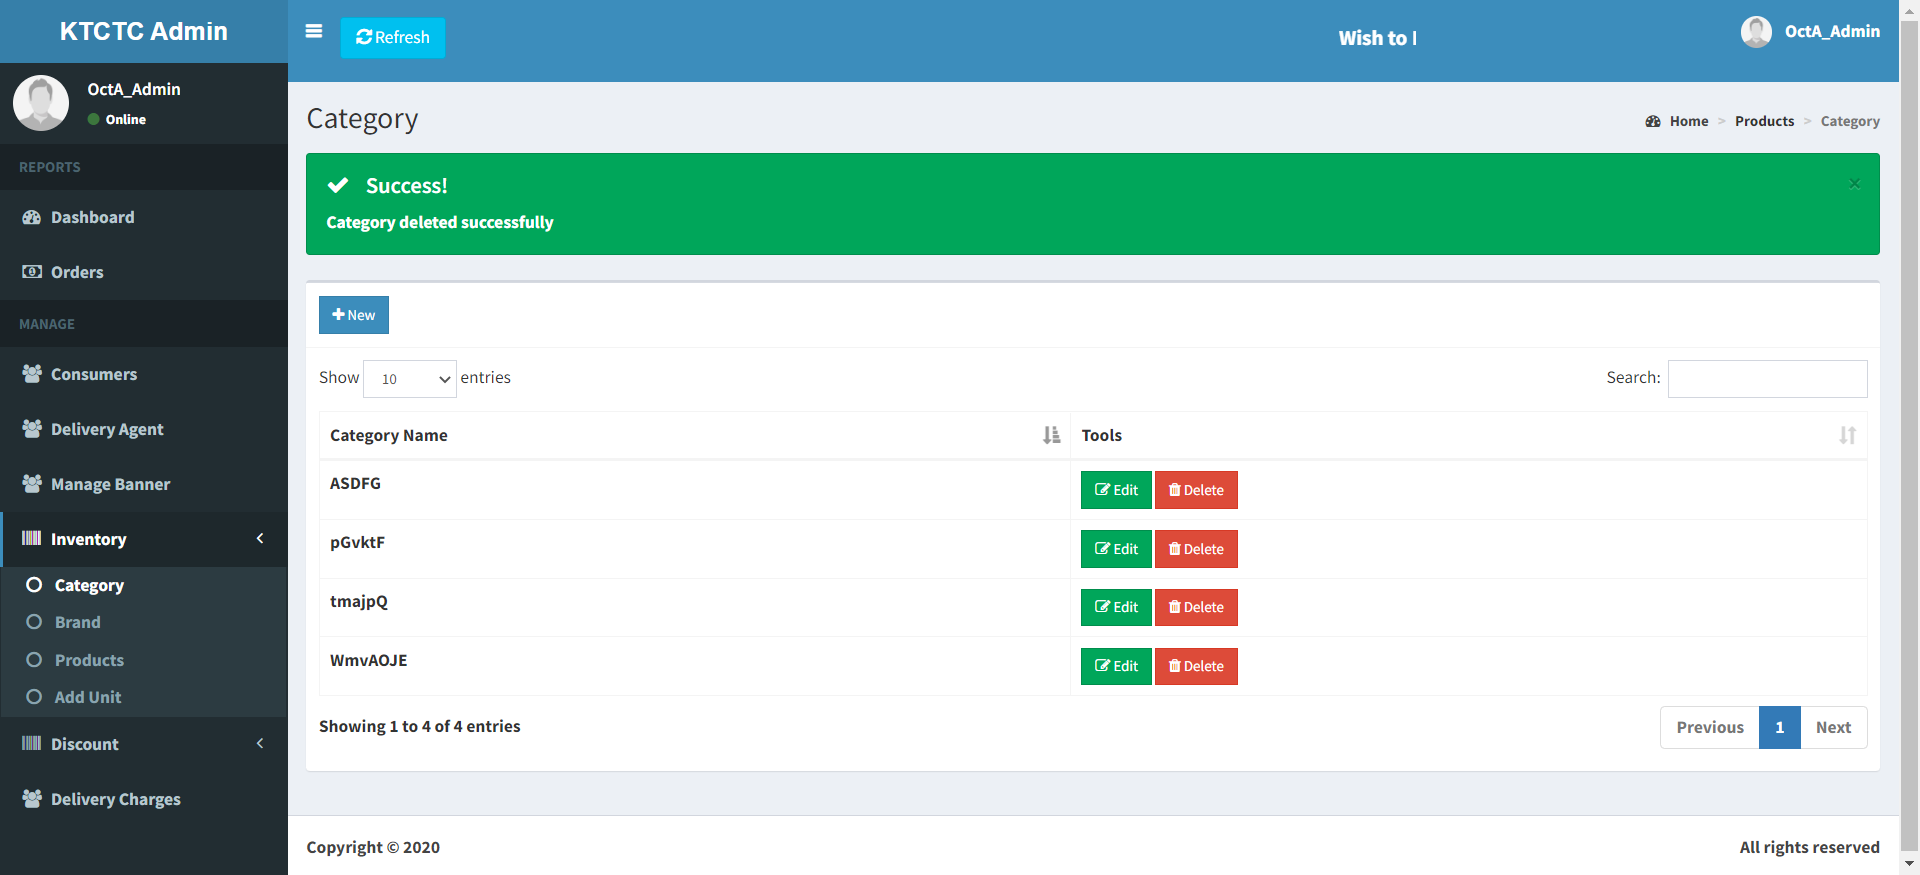 KTCTC Admin
Refresh
Wish to
OctA_Admin
OctA_Admin
Online
REPORTS
Dashboard
Orders
MANAGE
Consumers
Delivery Agent
Manage Banner
Inventory
Category
Brand
Products
Add Unit
Discount
Delivery Charges
Category
Home > Products > Category
Success!
×
Category deleted successfully
New
Show 10 entries
Search:
Category Name Tools
ASDFG Edit Delete
pGvktF Edit Delete
tmajpQ Edit Delete
WmvAOJE Edit Delete
Showing 1 to 4 of 4 entries
Previous 1 Next
Copyright © 2020
All rights reserved